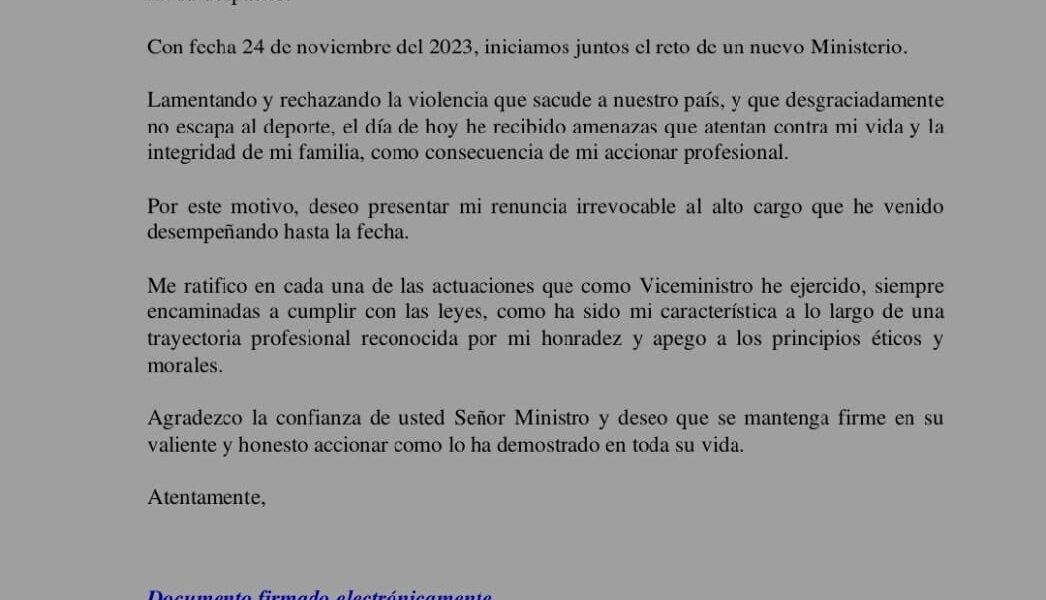 Con fecha 24 de noviembre del 2023, iniciamos juntos el reto de un nuevo Ministerio.
Lamentando y rechazando la violencia que sacude a nuestro país, y que desgraciadamente
no escapa al deporte, el día de hoy he recibido amenazas que atentan contra mi vida y la
integridad de mi familia, como consecuencia de mi accionar profesional.
Por este motivo, deseo presentar mi renuncia irrevocable al alto cargo que he venido
desempeñando hasta la fecha.
Me ratifico en cada una de las actuaciones que como Viceministro he ejercido, siempre
encaminadas a cumplir con las leyes, como ha sido mi característica a lo largo de una
trayectoria profesional reconocida por mi honradez y apego a los principios éticos y
morales.
Agradezco la confianza de usted Señor Ministro y deseo que se mantenga firme en su
valiente y honesto accionar como lo ha demostrado en toda su vida.
Atentamente,
Documento firmado electrónicamente